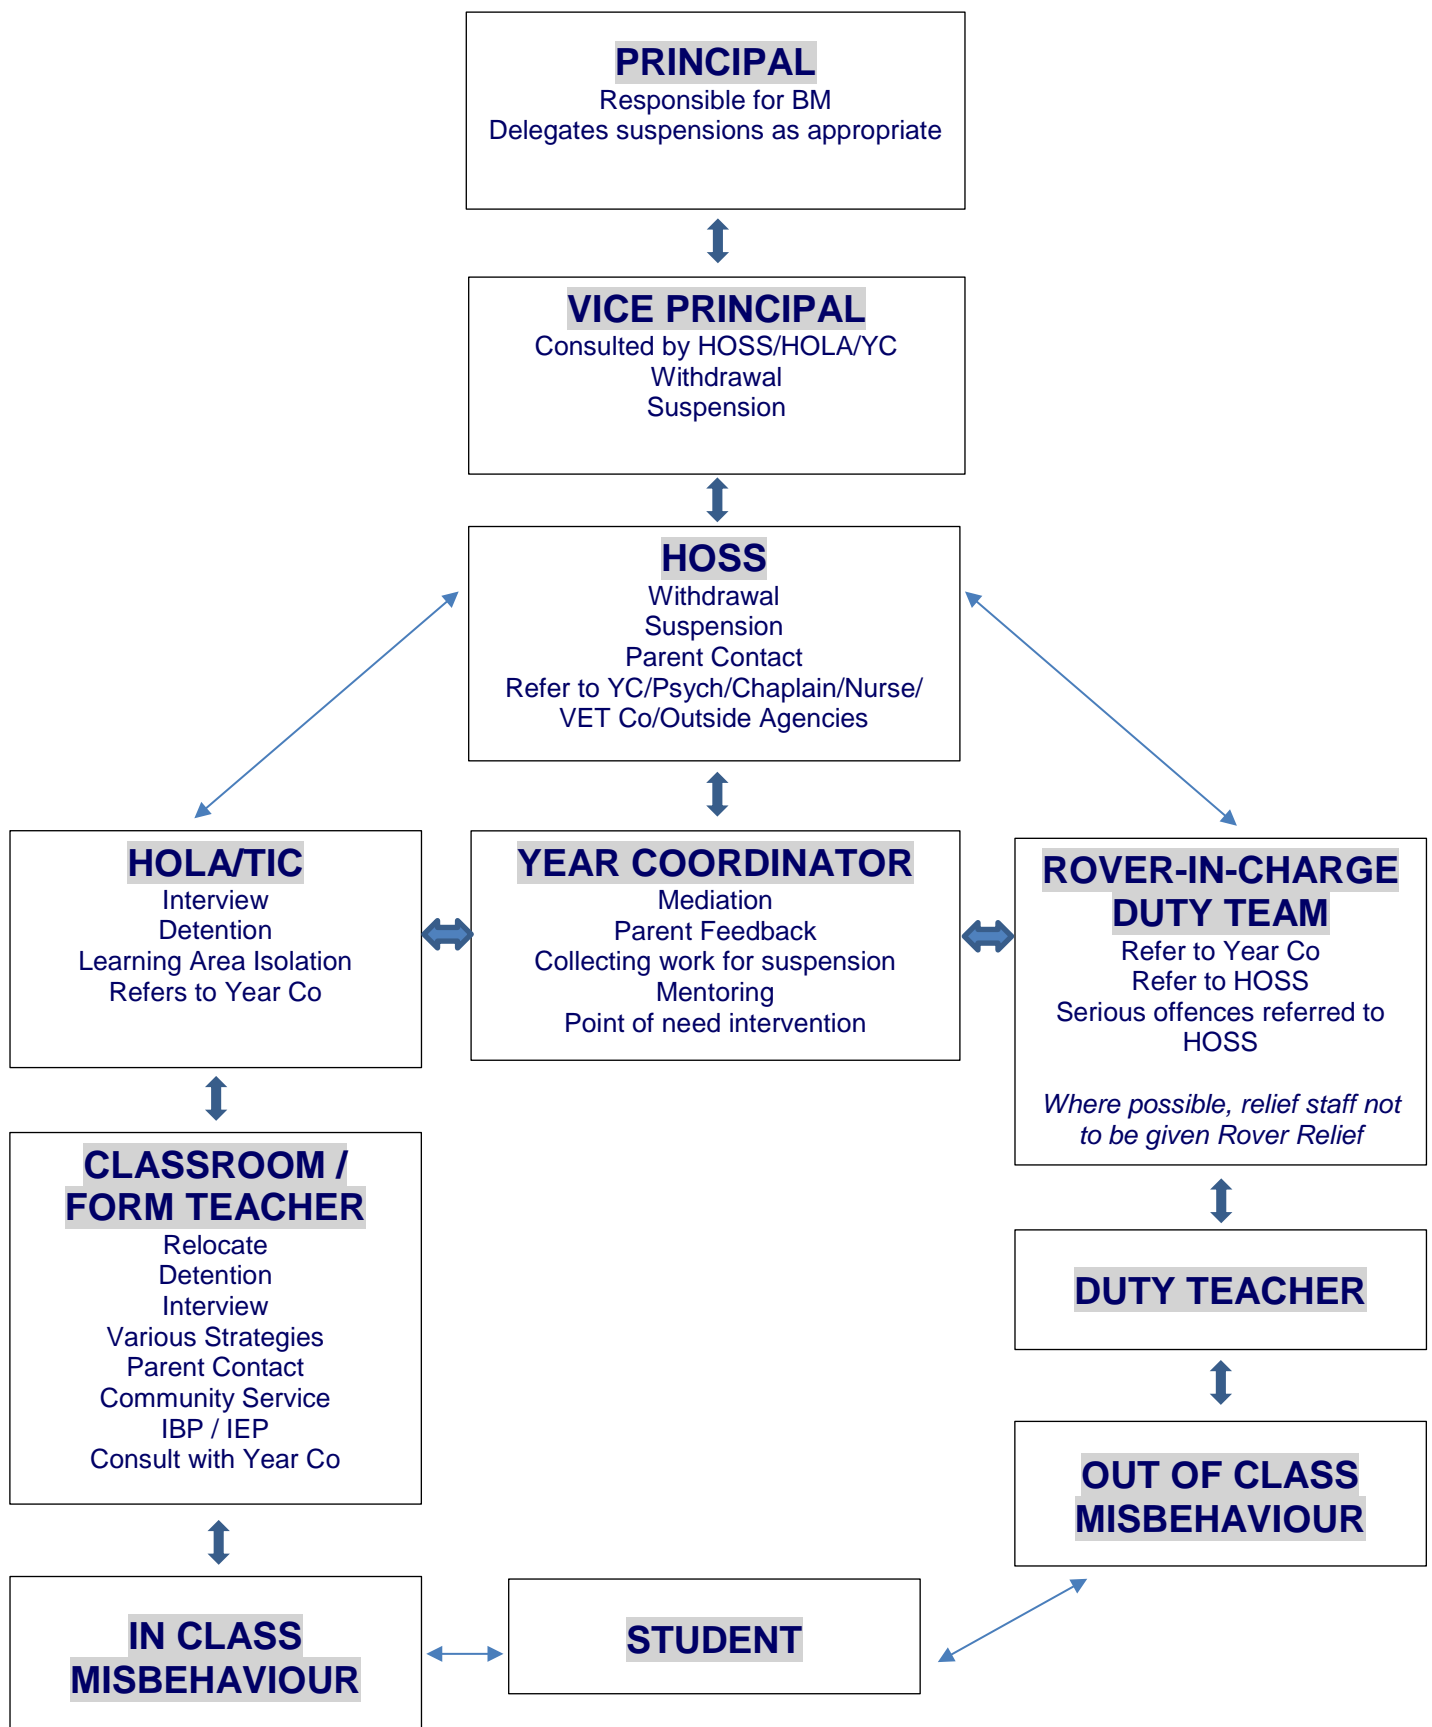 PRINCIPAL
Responsible for BM
Delegates suspensions as appropriate
VICE PRINCIPAL
Consulted by HOSS/HOLA/YC
Withdrawal
Suspension
HOSS
Withdrawal
Suspension
Parent Contact
Refer to YC/Psych/Chaplain/Nurse/
VET Co/Outside Agencies
HOLA/TIC
Interview
Detention
Learning Area Isolation
Refers to Year Co
YEAR COORDINATOR
Mediation
Parent Feedback
Collecting work for suspension
Mentoring
Point of need intervention
ROVER-IN-CHARGE
DUTY TEAM
Refer to Year Co
Refer to HOSS
Serious offences referred to
HOSS
Where possible, relief staff not
to be given Rover Relief
CLASSROOM /
FORM TEACHER
Relocate
Detention
Interview
Various Strategies
Parent Contact
Community Service
IBP / IEP
Consult with Year Co
DUTY TEACHER
OUT OF CLASS
MISBEHAVIOUR
IN CLASS
MISBEHAVIOUR
STUDENT